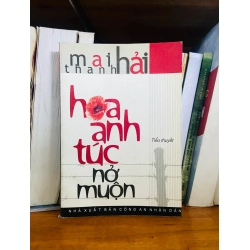 mai
thanh hải
hoa
anh
túc
Tiểu thuyết
nở
muộn
NHÀ XUẤT BẢN CÔNG AN NHÂN DÂN